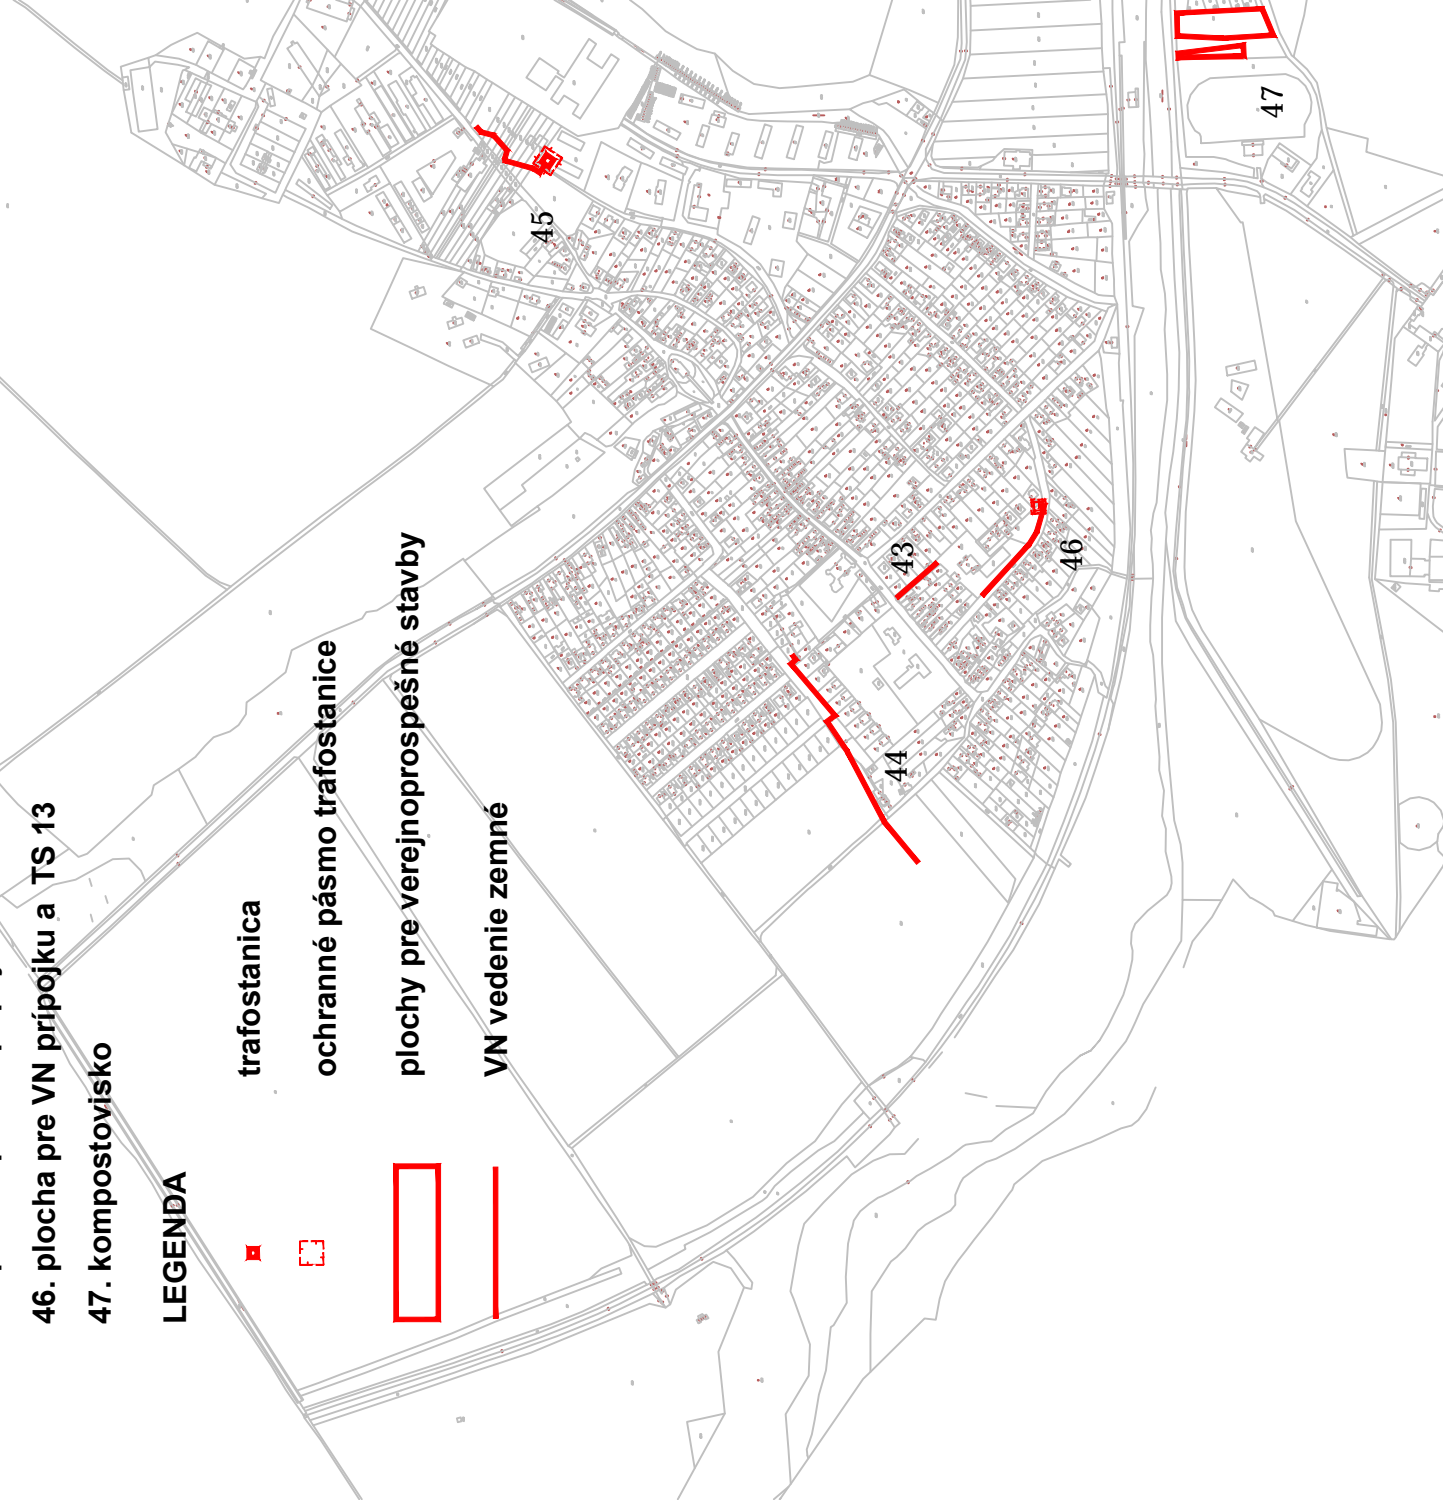 46. plocha pre VN prípojku a TS 13
47. kompostovisko
LEGENDA
trafostanica
ochranné pásmo trafostanice
plochy pre verejnoprospešné stavby
VN vedenie zemné
45
43
44
46
47